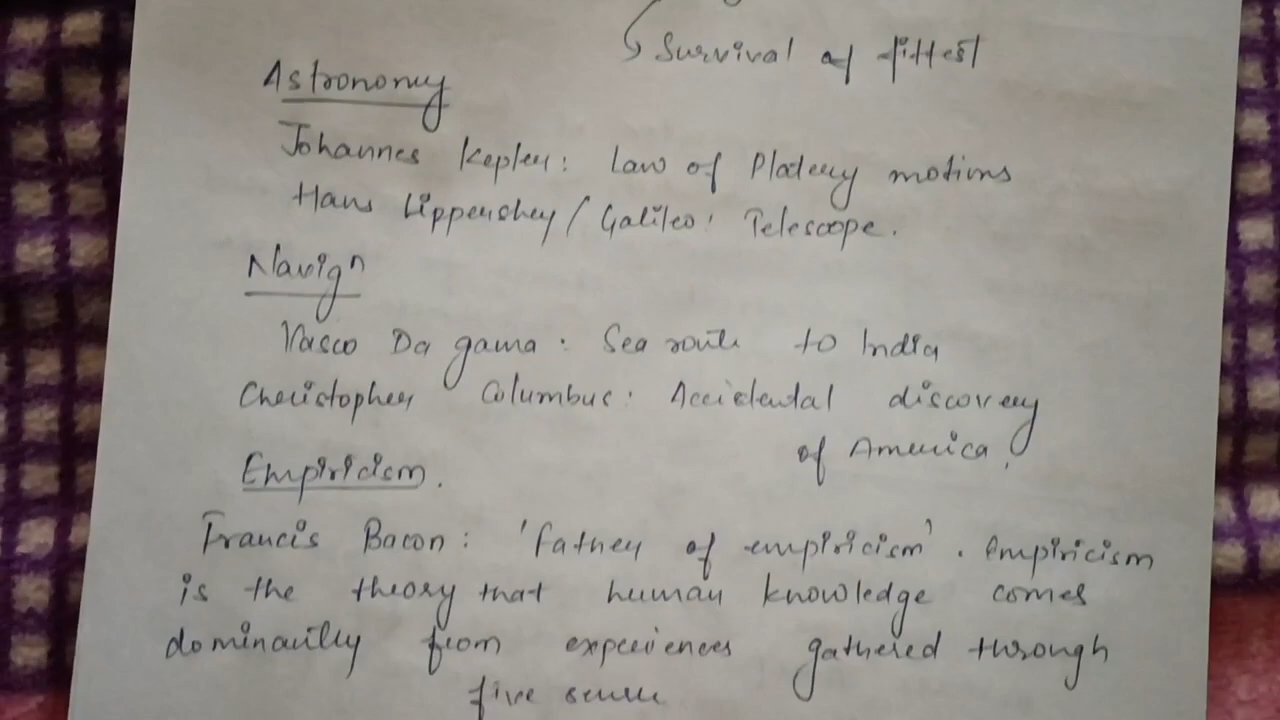 Survival of fittest
Astronomy
Johannes Kepler: Law of Platery motions
Hans Lippershey / Galileo: Telescope.
Navigⁿ
Vasco Da gama: Sea route to India
Christopher Columbus: Accidental discovery
of America.
Empiricism.
Francis Bacon: 'father of empiricism'. Empiricism
is the theory that human knowledge comes
dominantly from experiences gathered through
five sense